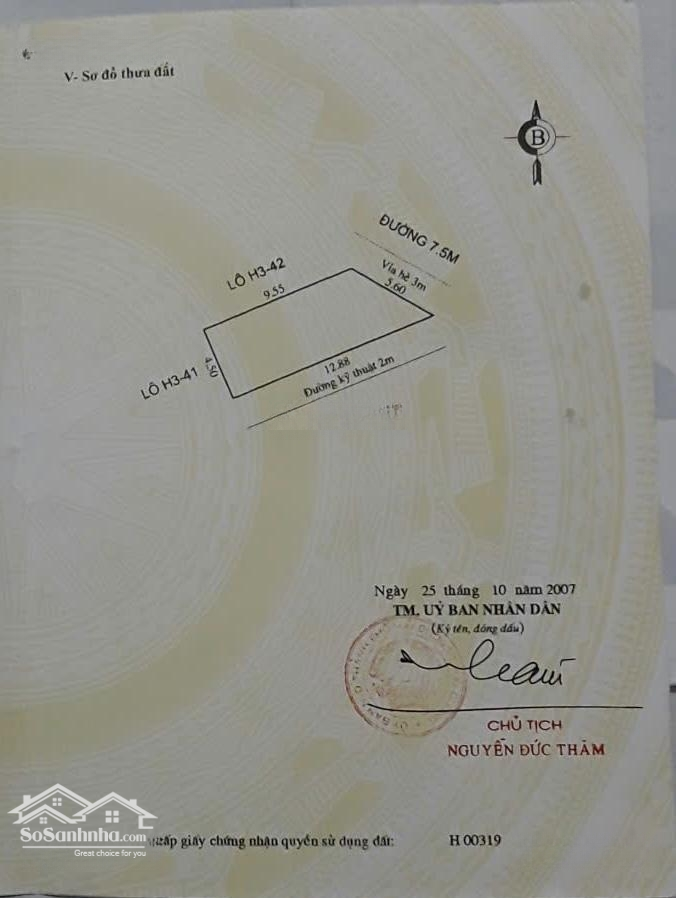 V- Sơ đồ thưa đất
B
ĐƯỜNG 7.5M
Vỉa hè 3m
5.60
LÔ H3-42
9.55
4.50
LÔ H3-41
12.88
Đường kỹ thuật 2m
Ngày 25 tháng 10 năm 2007
TM. UỶ BAN NHÂN DÂN
(Ký tên, đóng dấu)
CHỦ TỊCH
NGUYỄN ĐỨC THĂM
cấp giấy chứng nhận quyền sử dụng đất: H 00319
SoSanhnha.com
Great choice for you